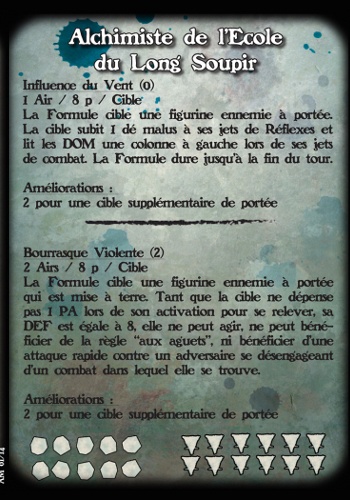 Alchimiste de l'Ecole
du Long Soupir
Influence du Vent (0)
1 Air / 8 p / Cible
La Formule cible une figurine ennemie à portée.
La cible subit 1 dé malus à ses jets de Réflexes et
lit les DOM une colonne à gauche lors de ses jets
de combat. La Formule dure jusqu'à la fin du tour.
Améliorations :
2 pour une cible supplémentaire de portée
Bourrasque Violente (2)
2 Airs / 8 p / Cible
La Formule cible une figurine ennemie à portée
qui est mise à terre. Tant que la cible ne dépense
pas 1 PA lors de son activation pour se relever, sa
DEF est égale à 8, elle ne peut agir, ne peut béné-
ficier de la règle "aux aguets", ni bénéficier d'une
attaque rapide contre un adversaire se désengageant
d'un combat dans lequel elle se trouve.
Améliorations :
2 pour une cible supplémentaire de portée
AM 01/14